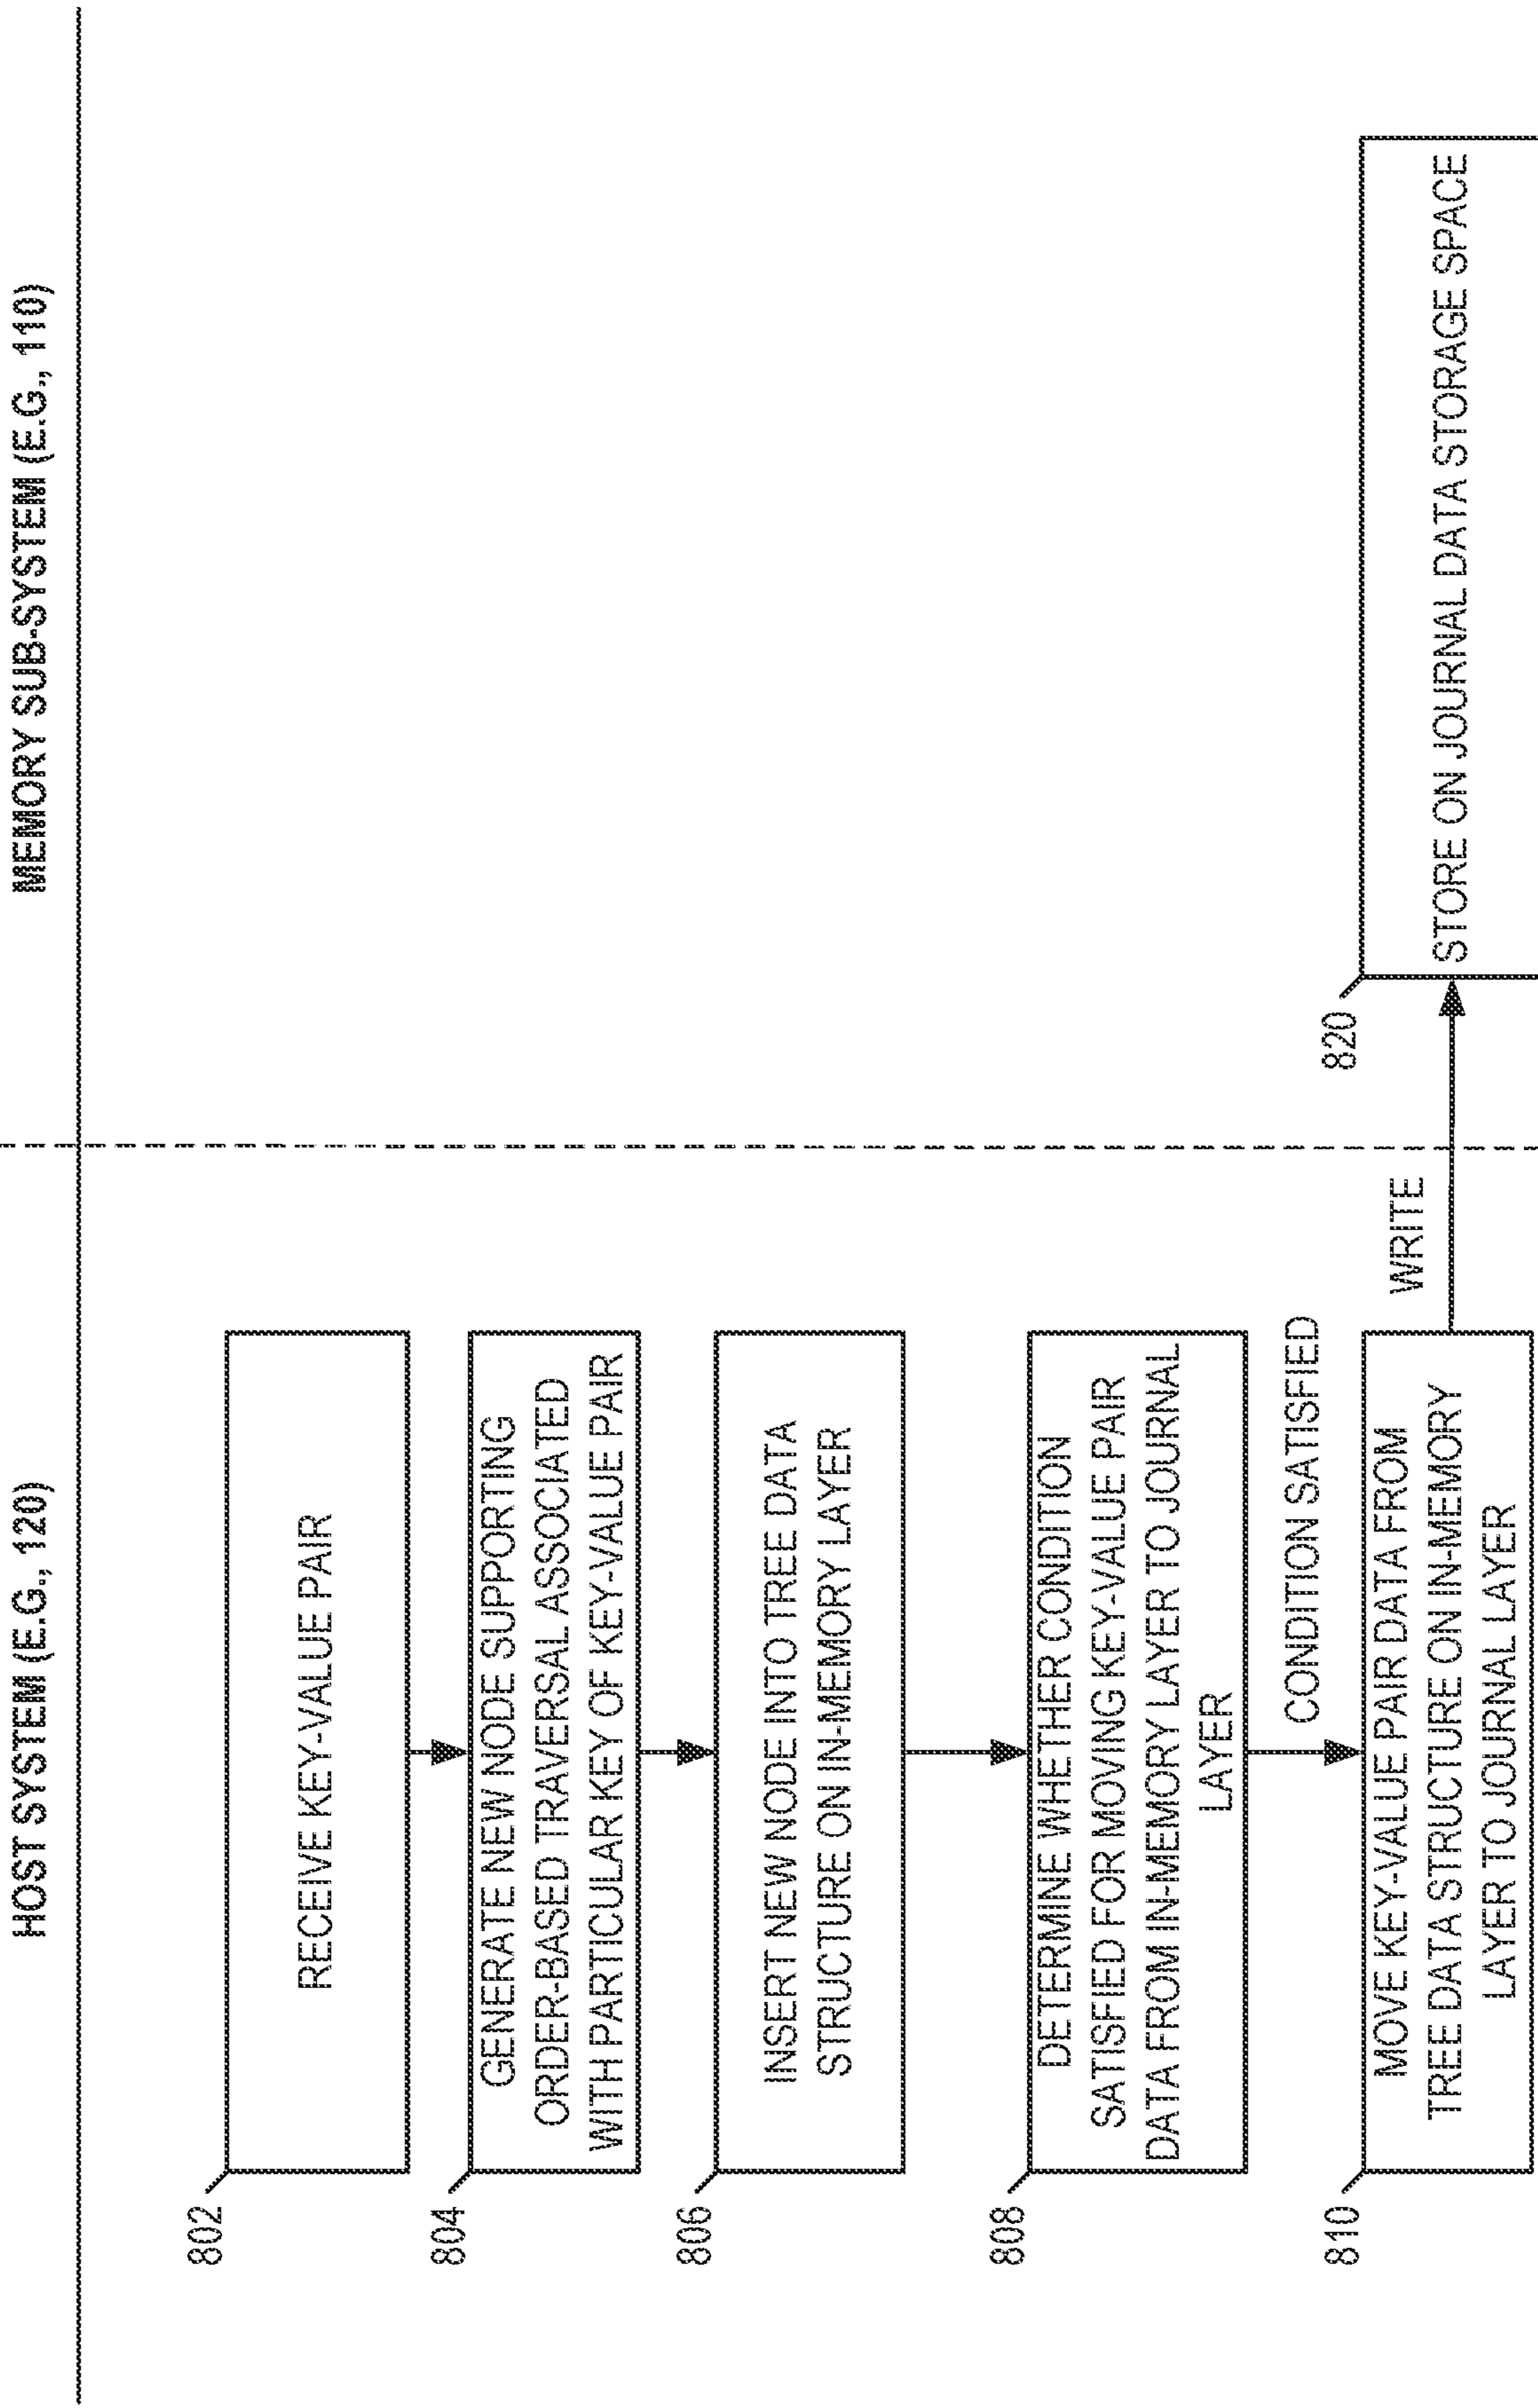 HOST SYSTEM (E.G., 120)
MEMORY SUB-SYSTEM (E.G., 110)
802
RECEIVE KEY-VALUE PAIR
804
GENERATE NEW NODE SUPPORTING
ORDER-BASED TRAVERSAL ASSOCIATED
WITH PARTICULAR KEY OF KEY-VALUE PAIR
806
INSERT NEW NODE INTO TREE DATA
STRUCTURE ON IN-MEMORY LAYER
808
DETERMINE WHETHER CONDITION
SATISFIED FOR MOVING KEY-VALUE PAIR
DATA FROM IN-MEMORY LAYER TO JOURNAL
LAYER
CONDITION SATISFIED
810
MOVE KEY-VALUE PAIR DATA FROM
TREE DATA STRUCTURE ON IN-MEMORY
LAYER TO JOURNAL LAYER
WRITE
820
STORE ON JOURNAL DATA STORAGE SPACE